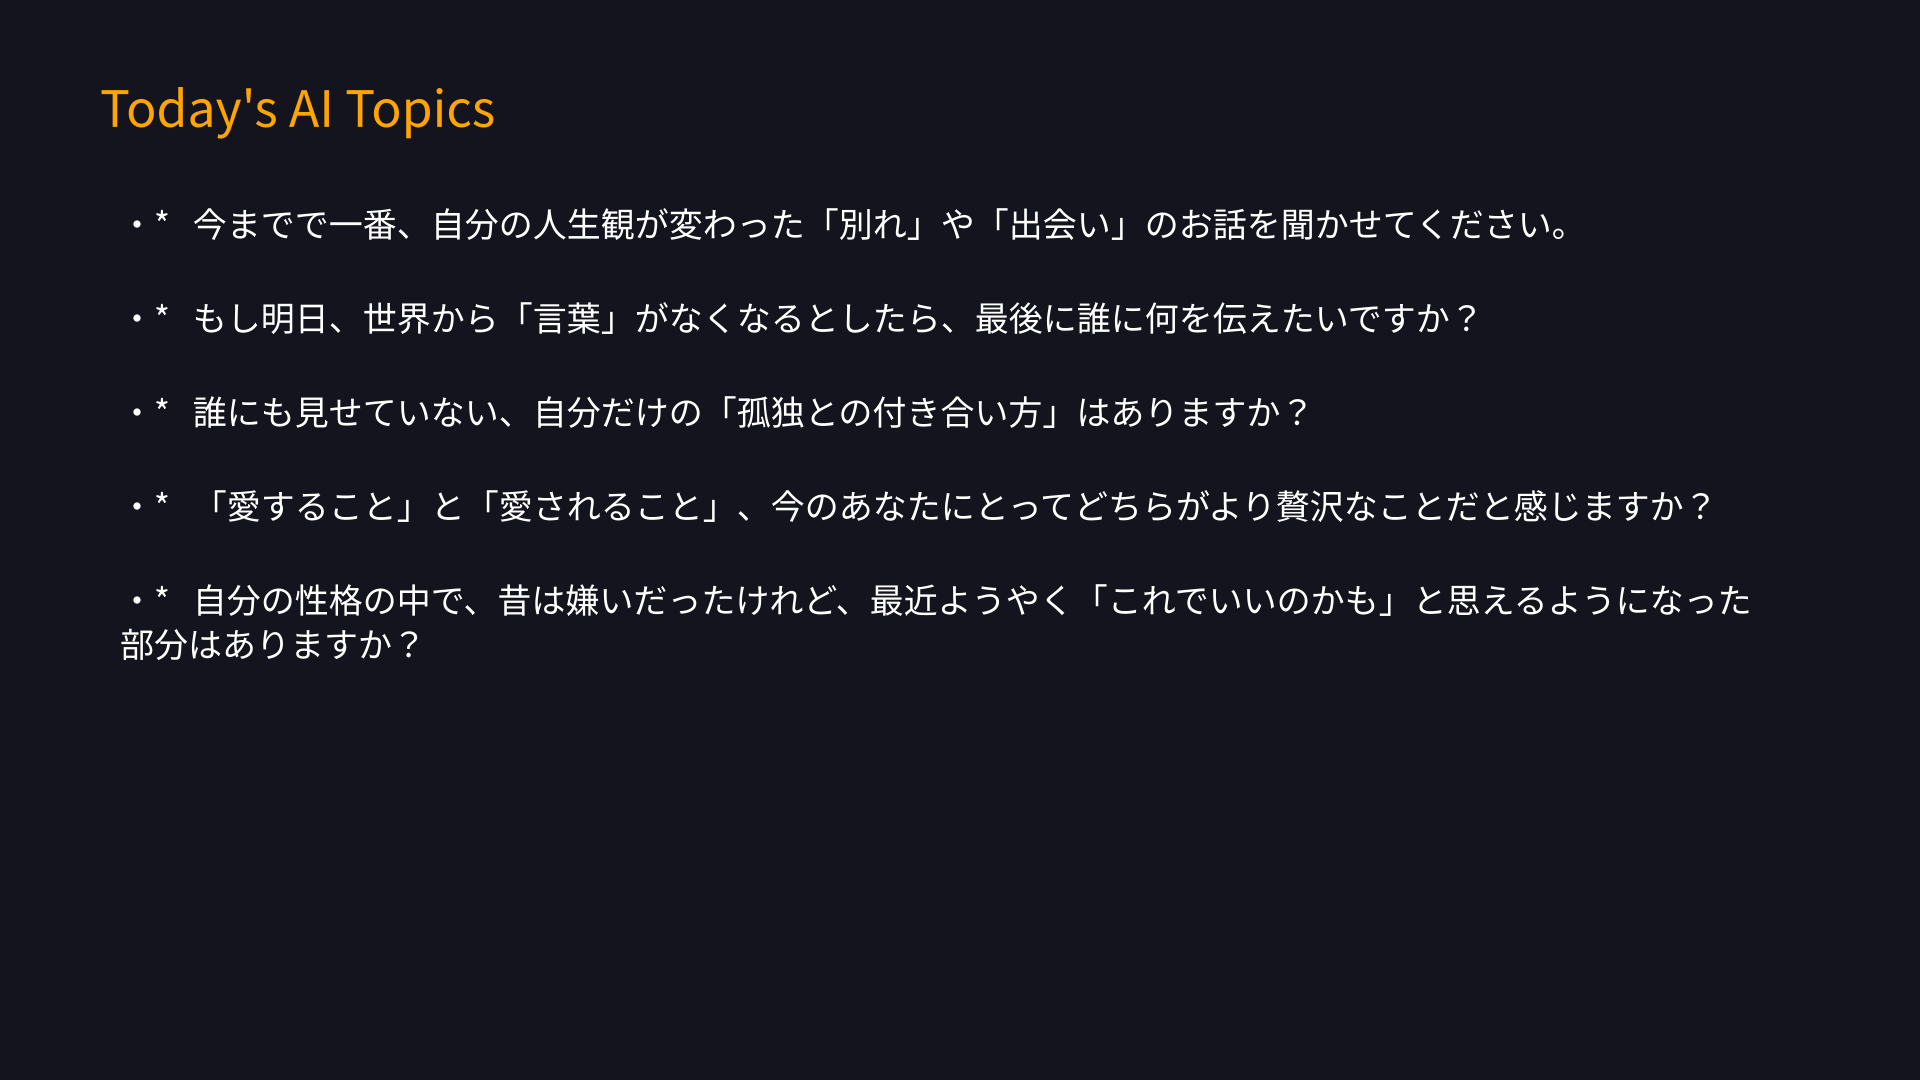 Today's AI Topics
・* 今までで一番、自分の人生観が変わった「別れ」や「出会い」のお話を聞かせてください。
・* もし明日、世界から「言葉」がなくなるとしたら、最後に誰に何を伝えたいですか？
・* 誰にも見せていない、自分だけの「孤独との付き合い方」はありますか？
・* 「愛すること」と「愛されること」、今のあなたにとってどちらがより贅沢なことだと感じますか？
・* 自分の性格の中で、昔は嫌いだったけれど、最近ようやく「これでいいのかも」と思えるようになった
部分はありますか？